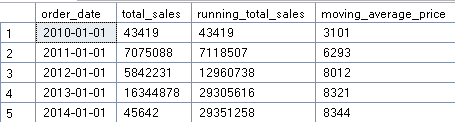 order_date total_sales running_total_sales moving_average_price
1 2010-01-01 43419 43419 3101
2 2011-01-01 7075088 7118507 6293
3 2012-01-01 5842231 12960738 8012
4 2013-01-01 16344878 29305616 8321
5 2014-01-01 45642 29351258 8344